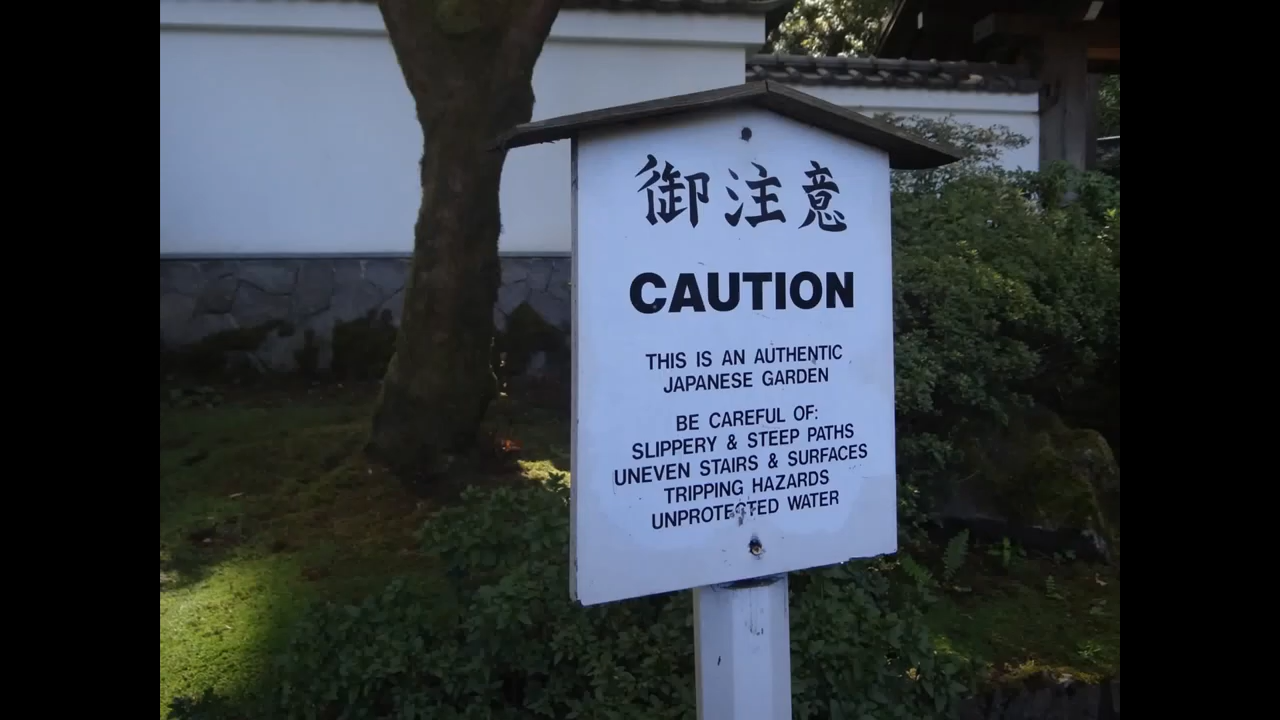 御注意
CAUTION
THIS IS AN AUTHENTIC
JAPANESE GARDEN
BE CAREFUL OF:
SLIPPERY & STEEP PATHS
UNEVEN STAIRS & SURFACES
TRIPPING HAZARDS
UNPROTECTED WATER